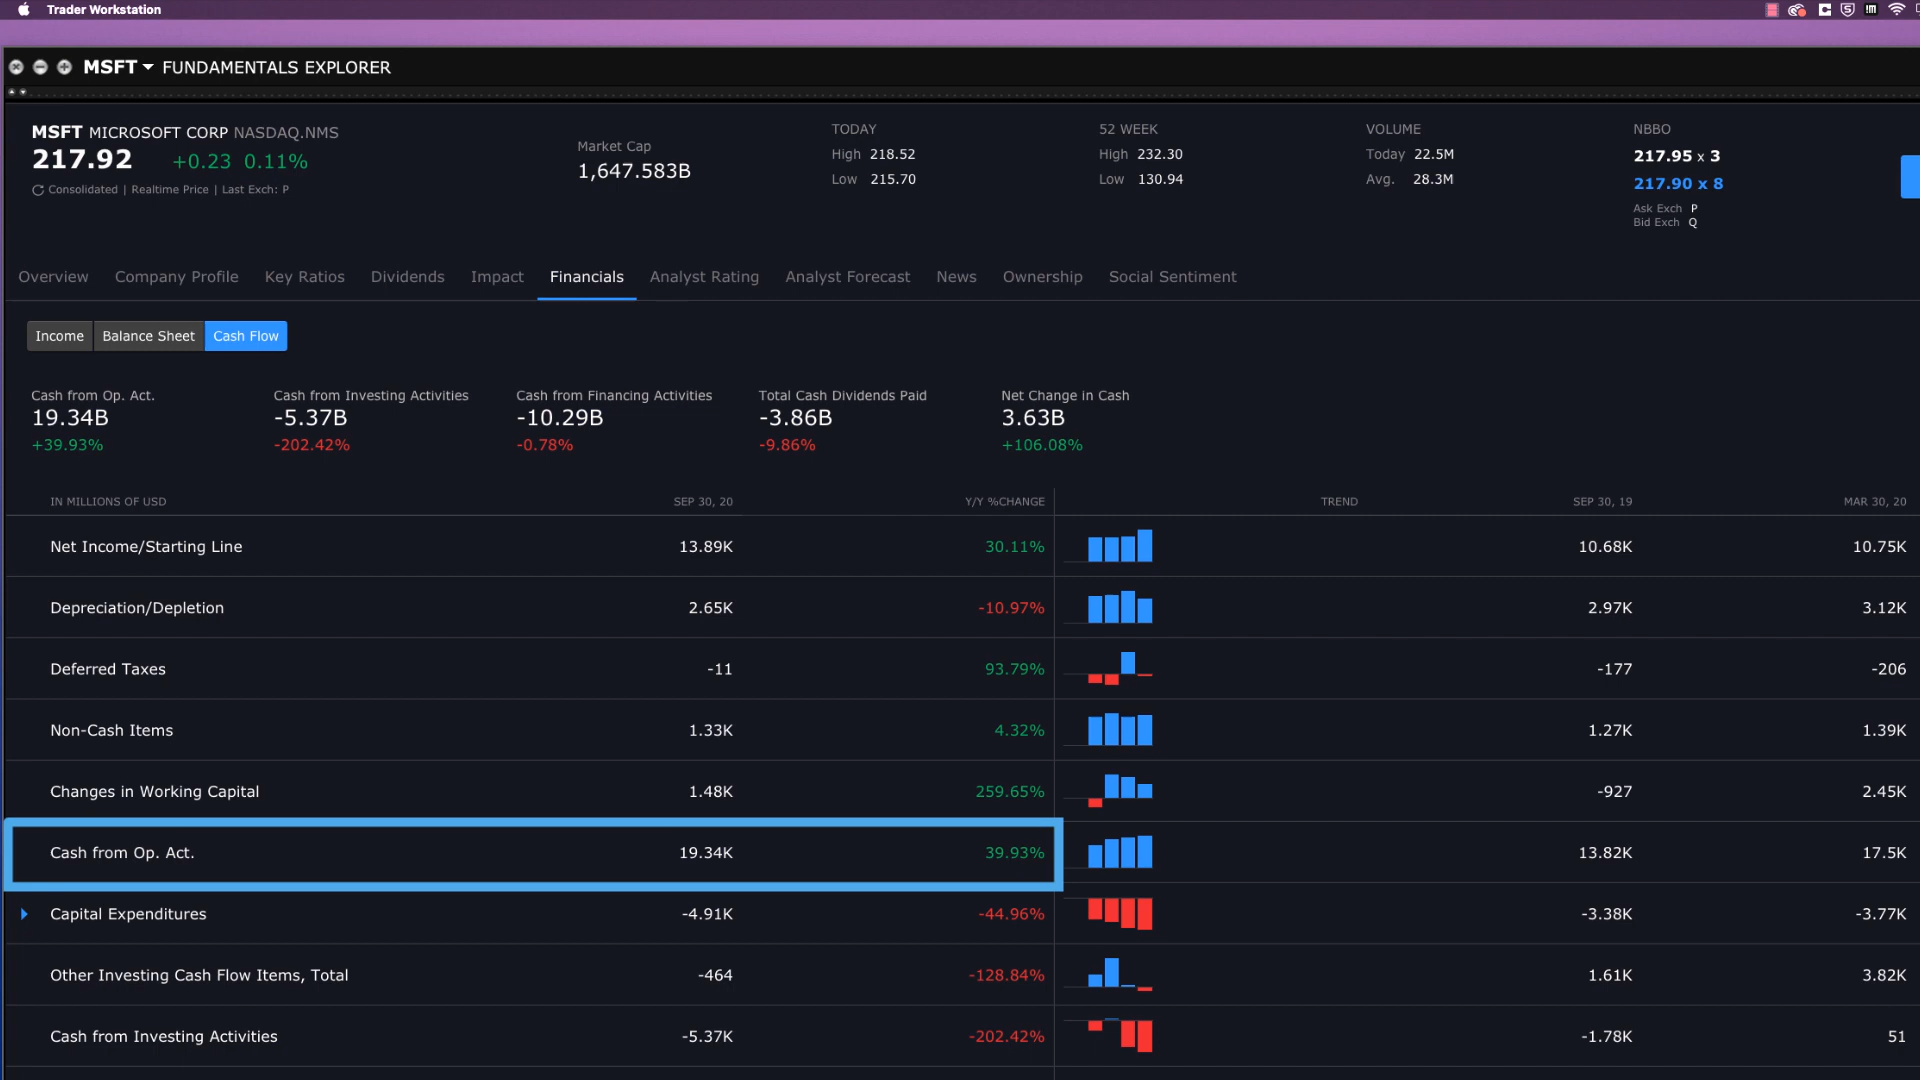 Trader Workstation
MSFT FUNDAMENTALS EXPLORER
MSFT MICROSOFT CORP NASDAQ.NMS
217.92 +0.23 0.11%
Consolidated | Realtime Price | Last Exch: P
Market Cap
1,647.583B
TODAY
High 218.52
Low 215.70
52 WEEK
High 232.30
Low 130.94
VOLUME
Today 22.5M
Avg. 28.3M
NBBO
217.95 x 3
217.90 x 8
Ask Exch P
Bid Exch Q
Overview Company Profile Key Ratios Dividends Impact Financials Analyst Rating Analyst Forecast News Ownership Social Sentiment
Income Balance Sheet Cash Flow
Cash from Op. Act.
19.34B
+39.93%
Cash from Investing Activities
-5.37B
-202.42%
Cash from Financing Activities
-10.29B
-0.78%
Total Cash Dividends Paid
-3.86B
-9.86%
Net Change in Cash
3.63B
+106.08%
IN MILLIONS OF USD SEP 30, 20 Y/Y %CHANGE TREND SEP 30, 19 MAR 30, 20
Net Income/Starting Line 13.89K 30.11% 10.68K 10.75K
Depreciation/Depletion 2.65K -10.97% 2.97K 3.12K
Deferred Taxes -11 93.79% -177 -206
Non-Cash Items 1.33K 4.32% 1.27K 1.39K
Changes in Working Capital 1.48K 259.65% -927 2.45K
Cash from Op. Act. 19.34K 39.93% 13.82K 17.5K
Capital Expenditures -4.91K -44.96% -3.38K -3.77K
Other Investing Cash Flow Items, Total -464 -128.84% 1.61K 3.82K
Cash from Investing Activities -5.37K -202.42% -1.78K 51